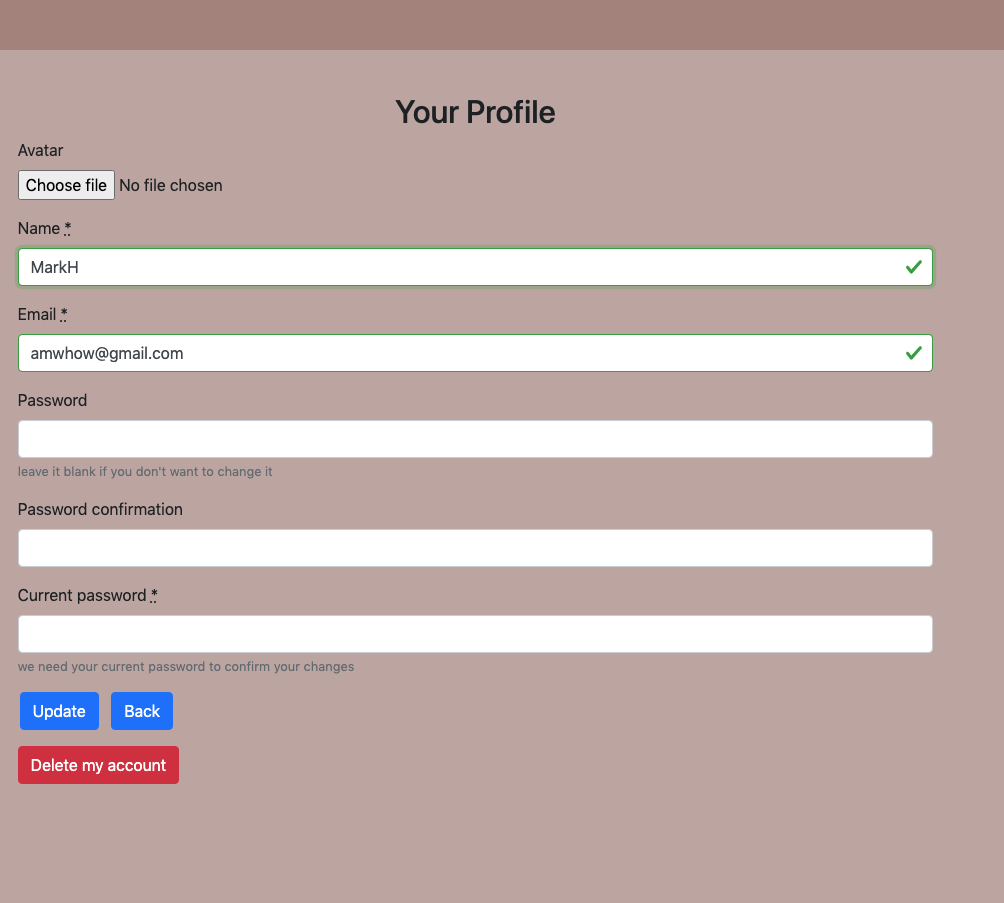 Your Profile
Avatar
Choose file No file chosen
Name *
MarkH
Email *
amwhow@gmail.com
Password
leave it blank if you don't want to change it
Password confirmation
Current password *
we need your current password to confirm your changes
Update Back
Delete my account